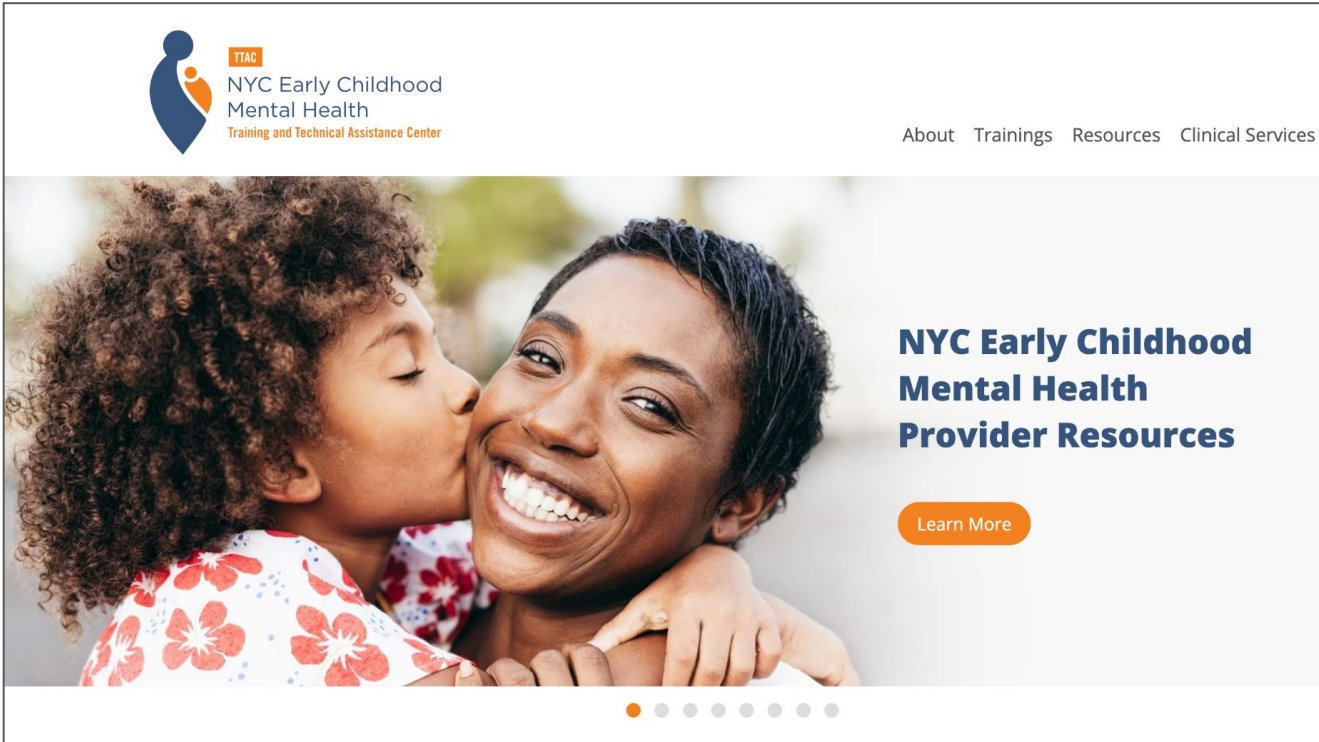 TTAC
NYC Early Childhood
Mental Health
Training and Technical Assistance Center
About Trainings Resources Clinical Services
NYC Early Childhood
Mental Health
Provider Resources
Learn More